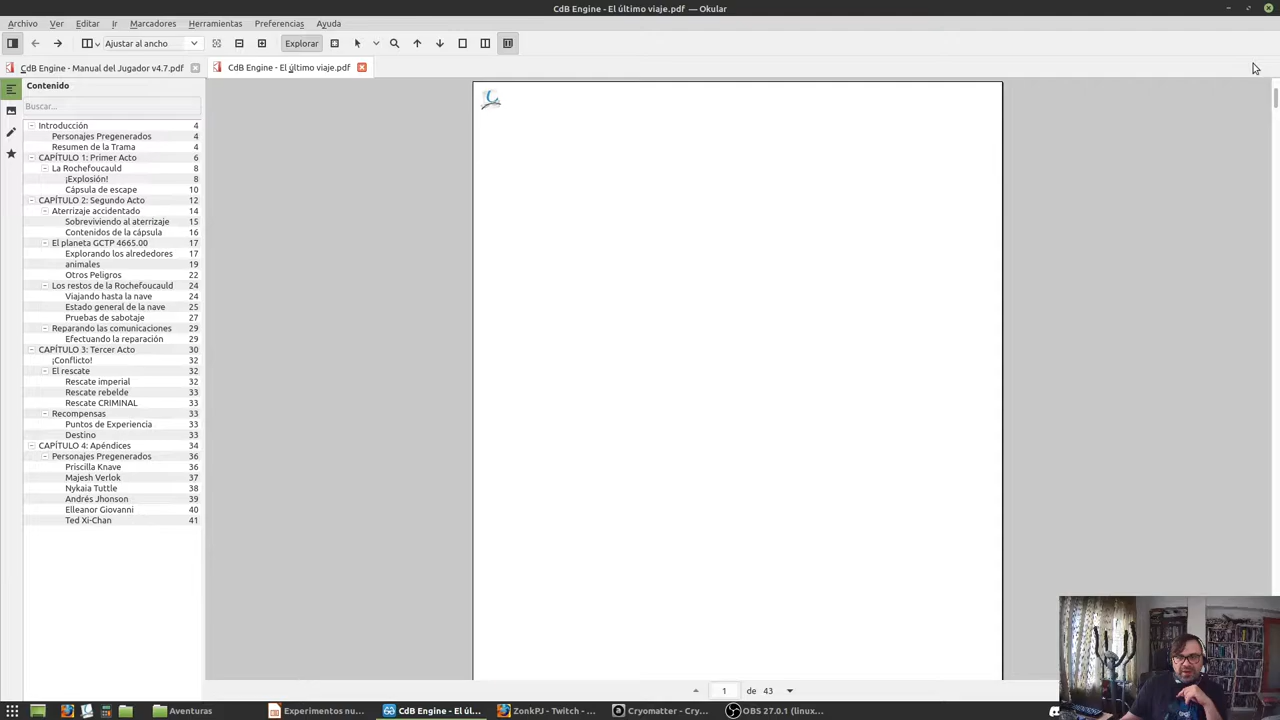 CdB Engine - El último viaje.pdf — Okular
Archivo Ver Editar Ir Marcadores Herramientas Preferencias Ayuda
Ajustar al ancho Explorar
CdB Engine - Manual del Jugador v4.7.pdf CdB Engine - El último viaje.pdf
Contenido
Buscar...
Introducción 4
Personajes Pregenerados 4
Resumen de la Trama 4
CAPÍTULO 1: Primer Acto 6
La Rochefoucauld 8
¡Explosión! 8
Cápsula de escape 10
CAPÍTULO 2: Segundo Acto 12
Aterrizaje accidentado 14
Sobreviviendo al aterrizaje 15
Contenidos de la cápsula 16
El planeta GCTP 4665.00 17
Explorando los alrededores 17
animales 19
Otros Peligros 22
Los restos de la Rochefoucauld 24
Viajando hasta la nave 24
Estado general de la nave 25
Pruebas de sabotaje 27
Reparando las comunicaciones 29
Efectuando la reparación 29
CAPÍTULO 3: Tercer Acto 30
¡Conflicto! 32
El rescate 32
Rescate imperial 32
Rescate rebelde 33
Rescate CRIMINAL 33
Recompensas 33
Puntos de Experiencia 33
Destino 33
CAPÍTULO 4: Apéndices 34
Personajes Pregenerados 36
Priscilla Knave 36
Majesh Verlok 37
Nykaia Tuttle 38
Andrés Jhonson 39
Elleanor Giovanni 40
Ted Xi-Chan 41
1 de 43
Aventuras Experimentos nu... CdB Engine - El úl... ZonkPJ - Twitch - ... Cryomatter - Cry... OBS 27.0.1 (linux...